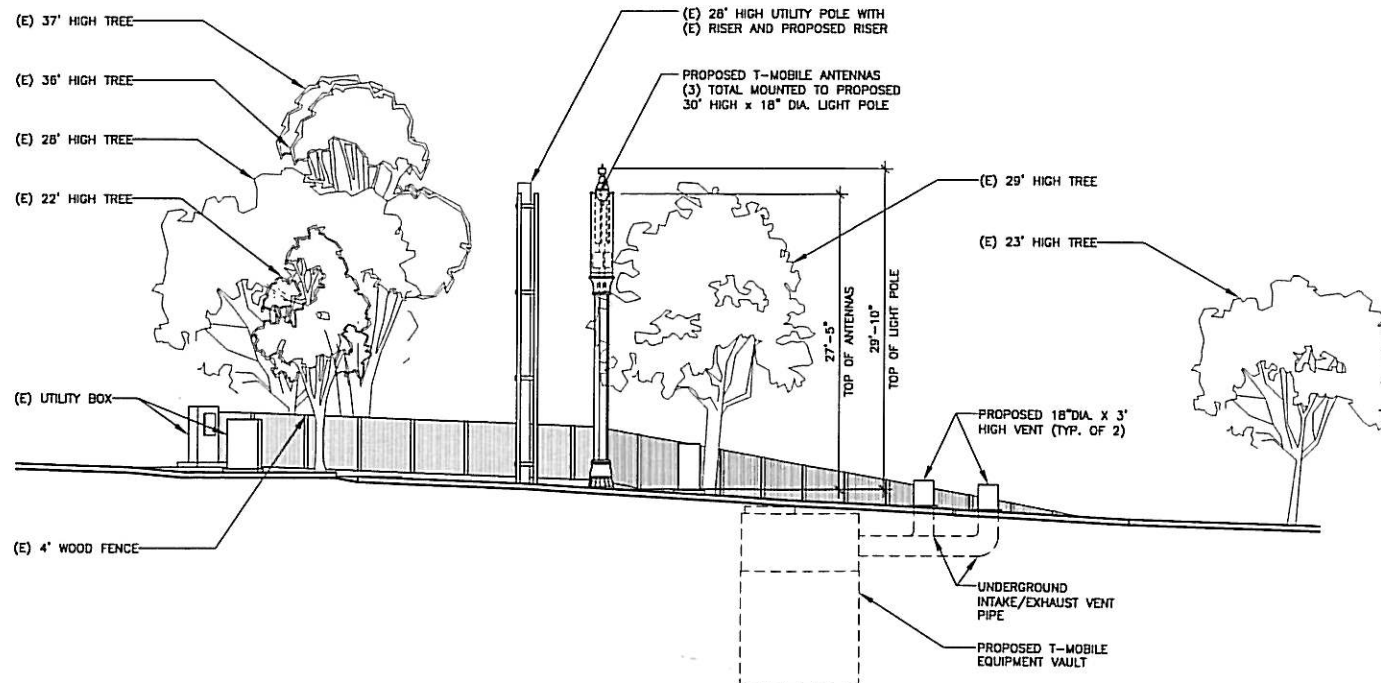 (E) 37' HIGH TREE
(E) 36' HIGH TREE
(E) 28' HIGH TREE
(E) 22' HIGH TREE
(E) UTILITY BOX
(E) 4' WOOD FENCE
(E) 28' HIGH UTILITY POLE WITH
(E) RISER AND PROPOSED RISER
PROPOSED T-MOBILE ANTENNAS
(3) TOTAL MOUNTED TO PROPOSED
30' HIGH x 18" DIA. LIGHT POLE
27'-5"
TOP OF ANTENNAS
29'-10"
TOP OF LIGHT POLE
(E) 29' HIGH TREE
(E) 23' HIGH TREE
PROPOSED 18"DIA. X 3'
HIGH VENT (TYP. OF 2)
UNDERGROUND
INTAKE/EXHAUST VENT
PIPE
PROPOSED T-MOBILE
EQUIPMENT VAULT